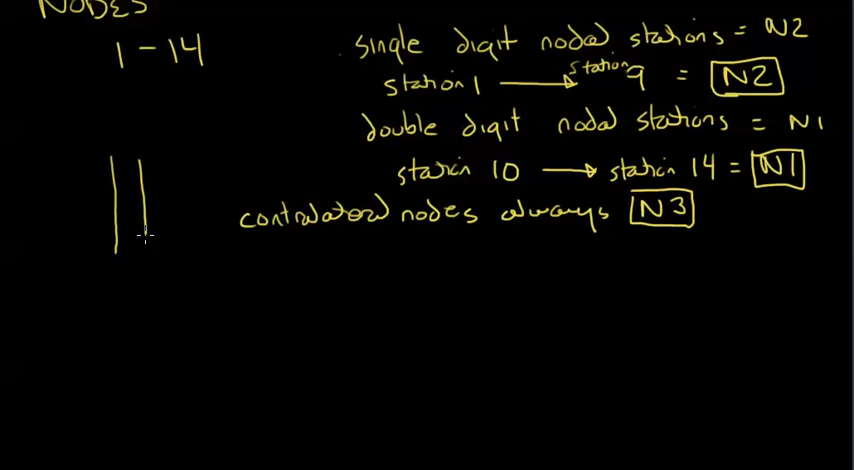 NODES
1 - 14
single digit nodal stations = N2
station 1 → station 9 = N2
double digit nodal stations = N1
station 10 → station 14 = N1
contralateral nodes always N3